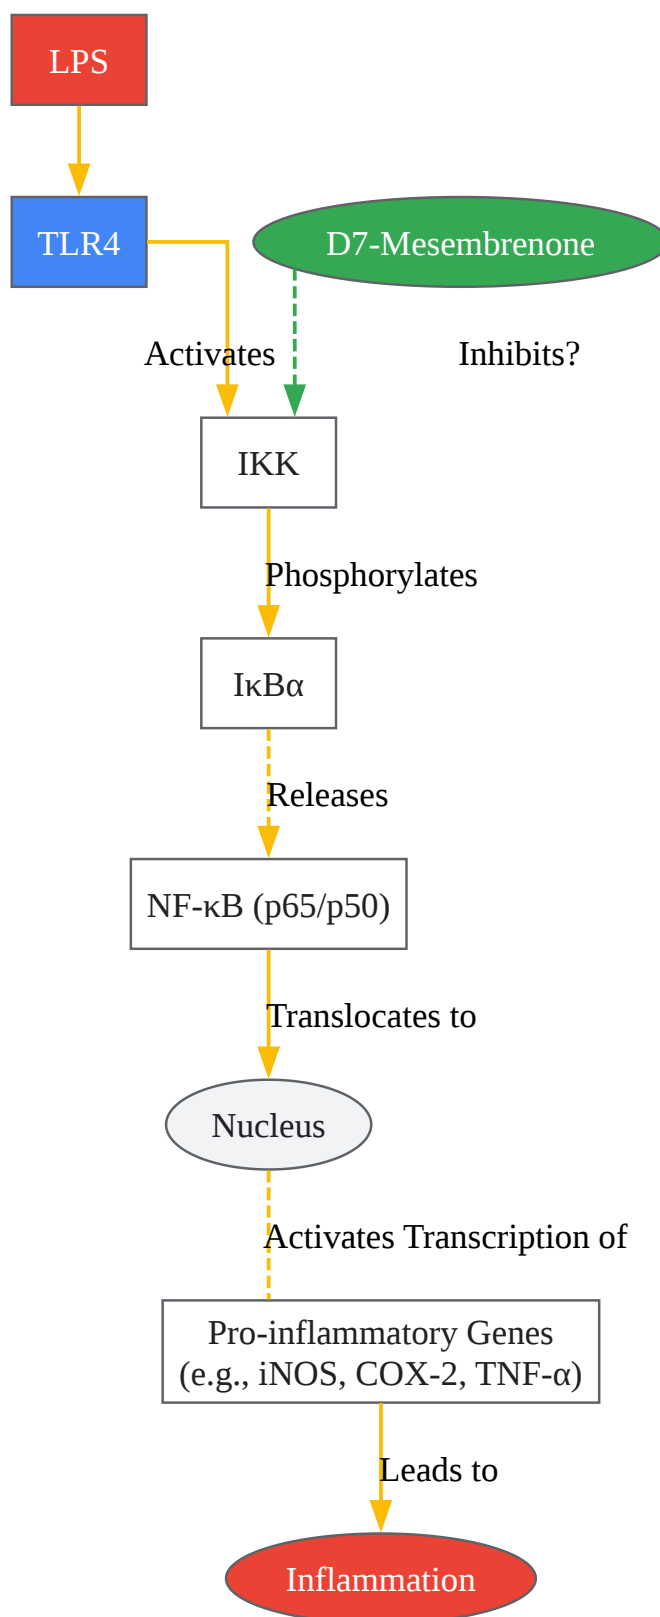 LPS
TLR4
D7-Mesembrenone
Activates
Inhibits?
IKK
Phosphorylates
IκBα
Releases
NF-κB (p65/p50)
Translocates to
Nucleus
Activates Transcription of
Pro-inflammatory Genes
(e.g., iNOS, COX-2, TNF-α)
Leads to
Inflammation